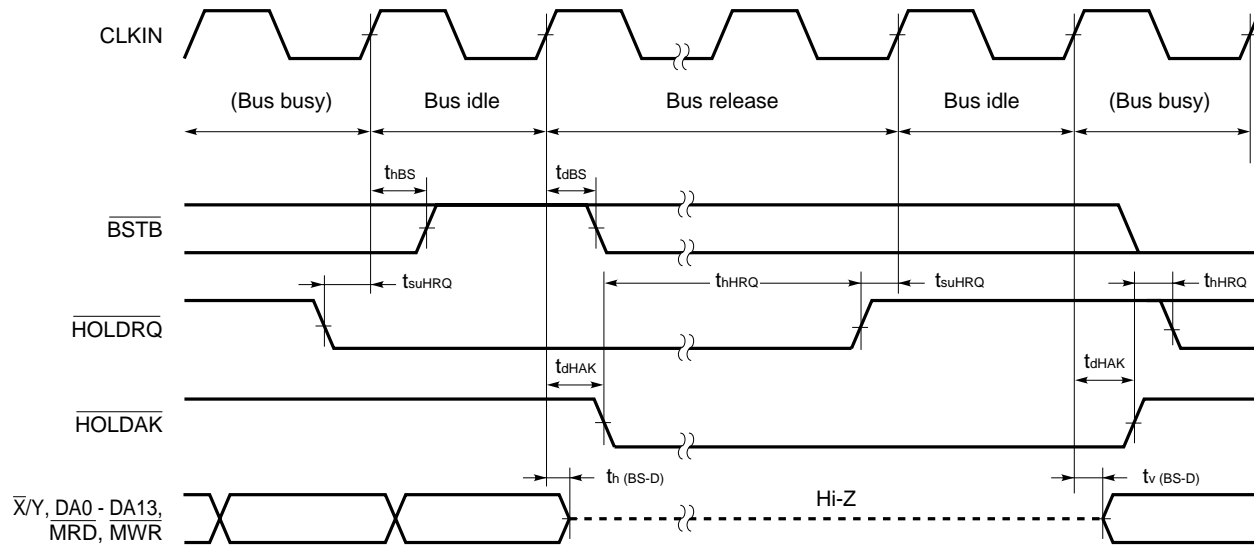 CLKIN
(Bus busy) Bus idle Bus release Bus idle (Bus busy)
thBS tdBS
BSTB
tsuHRQ thHRQ tsuHRQ thHRQ
HOLDRQ
tdHAK tdHAK
HOLDAK
th (BS-D) tv (BS-D)
X/Y, DA0 - DA13,
MRD, MWR
Hi-Z